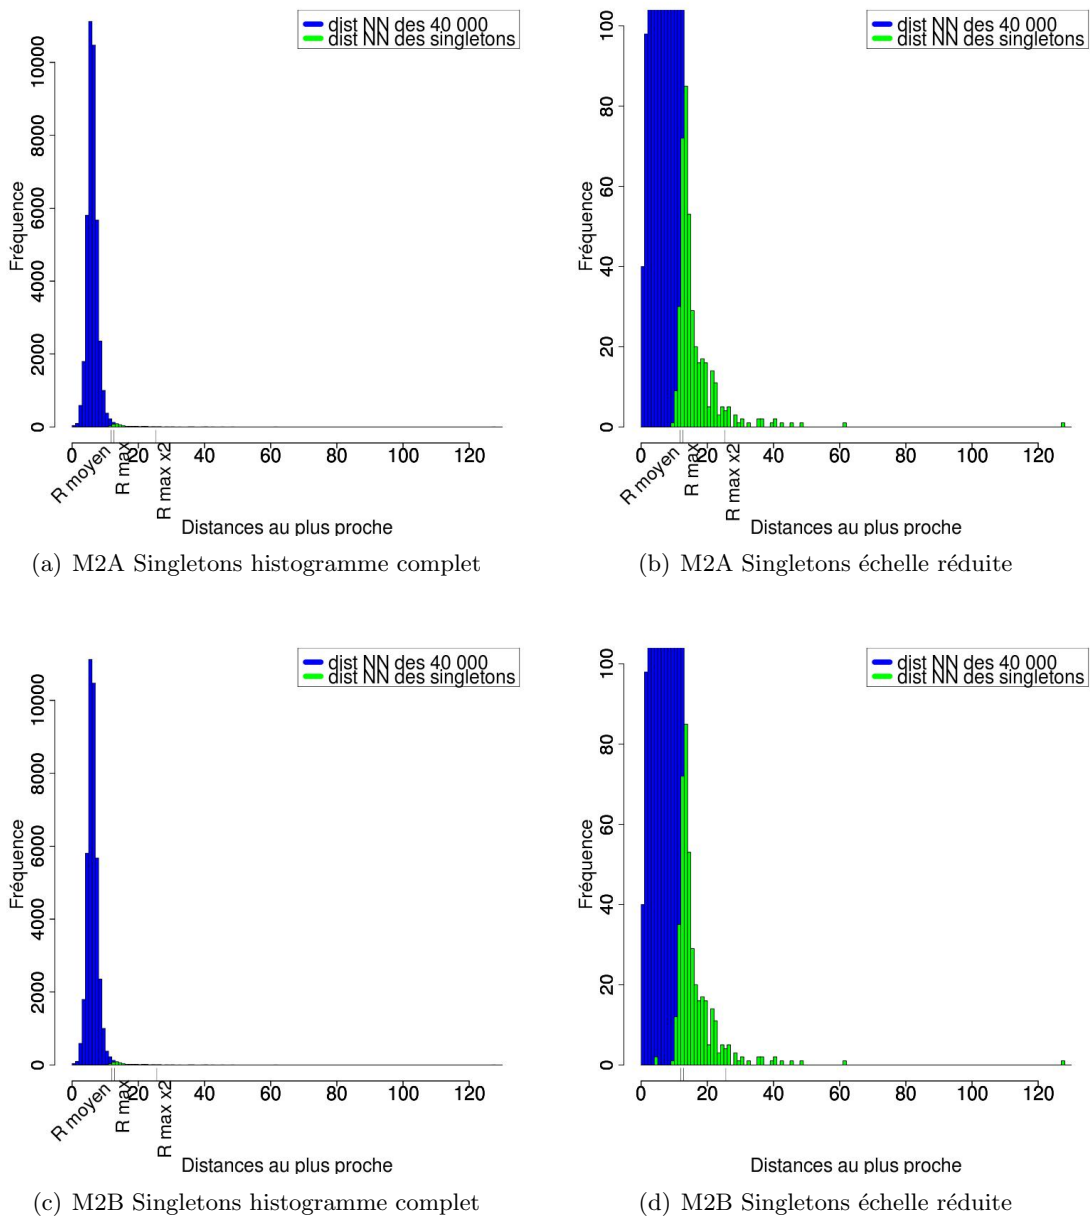 dist NN des 40 000
dist NN des singletons
Fréquence
0 2000 4000 6000 8000 10000
0 20 40 60 80 100 120
R moyen
R max
R max x2
Distances au plus proche
(a) M2A Singletons histogramme complet
dist NN des 40 000
dist NN des singletons
Fréquence
0 20 40 60 80 100
0 20 40 60 80 100 120
R moyen
R max
R max x2
Distances au plus proche
(b) M2A Singletons échelle réduite
dist NN des 40 000
dist NN des singletons
Fréquence
0 2000 4000 6000 8000 10000
0 20 40 60 80 100 120
R moyen
R max
R max x2
Distances au plus proche
(c) M2B Singletons histogramme complet
dist NN des 40 000
dist NN des singletons
Fréquence
0 20 40 60 80 100
0 20 40 60 80 100 120
Distances au plus proche
(d) M2B Singletons échelle réduite